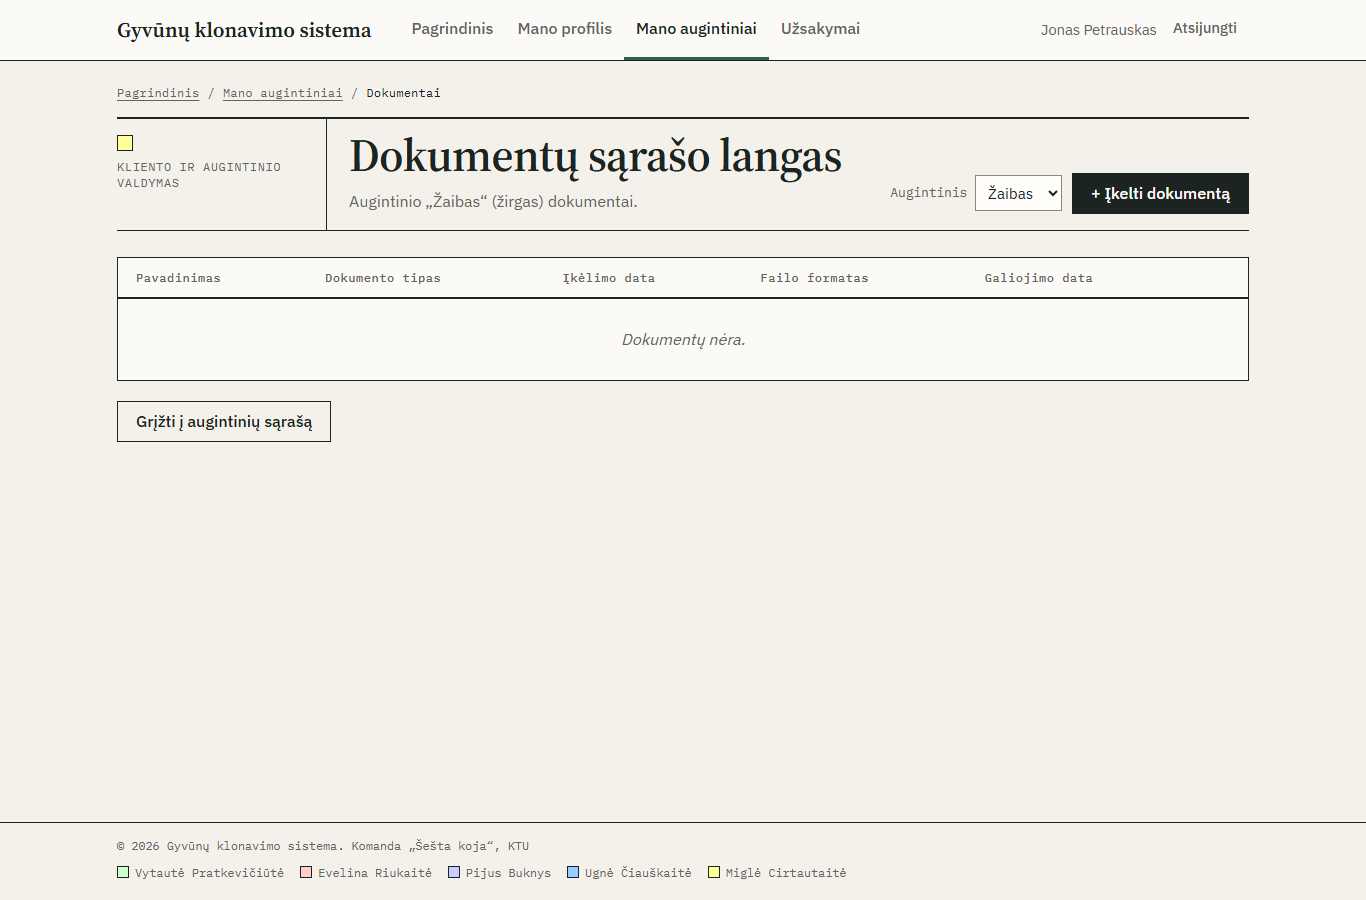 Gyvūnų klonavimo sistema Pagrindinis Mano profilis Mano augintiniai Užsakymai Jonas Petrauskas Atsijungti
Pagrindinis / Mano augintiniai / Dokumentai
KLIENTO IR AUGINTINIO
VALDYMAS
Dokumentų sąrašo langas
Augintinio „Žaibas“ (žirgas) dokumentai.
Augintinis Žaibas + Įkelti dokumentą
Pavadinimas Dokumento tipas Įkėlimo data Failo formatas Galiojimo data
Dokumentų nėra.
Grįžti į augintinių sąrašą
© 2026 Gyvūnų klonavimo sistema. Komanda „Šešta koja“, KTU
Vytautė Pratkevičiūtė Evelina Riukaitė Pijus Buknys Ugnė Čiauškaitė Miglė Cirtautaitė